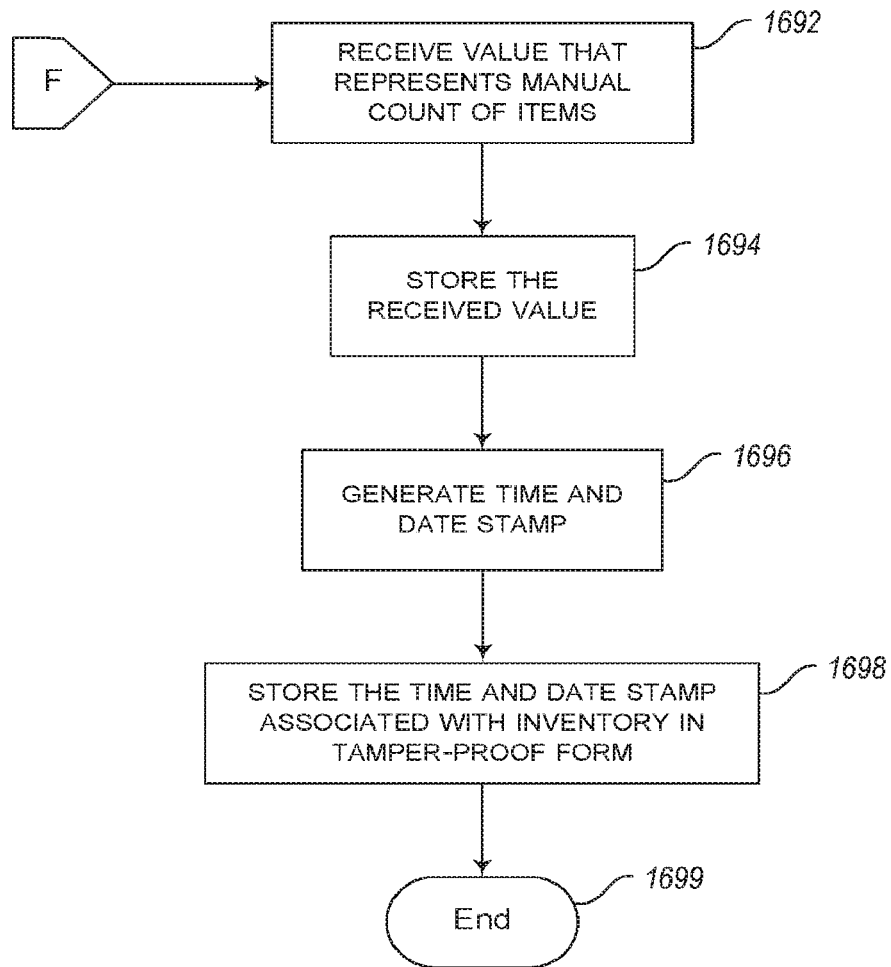 1692
F
RECEIVE VALUE THAT
REPRESENTS MANUAL
COUNT OF ITEMS
1694
STORE THE
RECEIVED VALUE
1696
GENERATE TIME AND
DATE STAMP
1698
STORE THE TIME AND DATE STAMP
ASSOCIATED WITH INVENTORY IN
TAMPER-PROOF FORM
1699
End